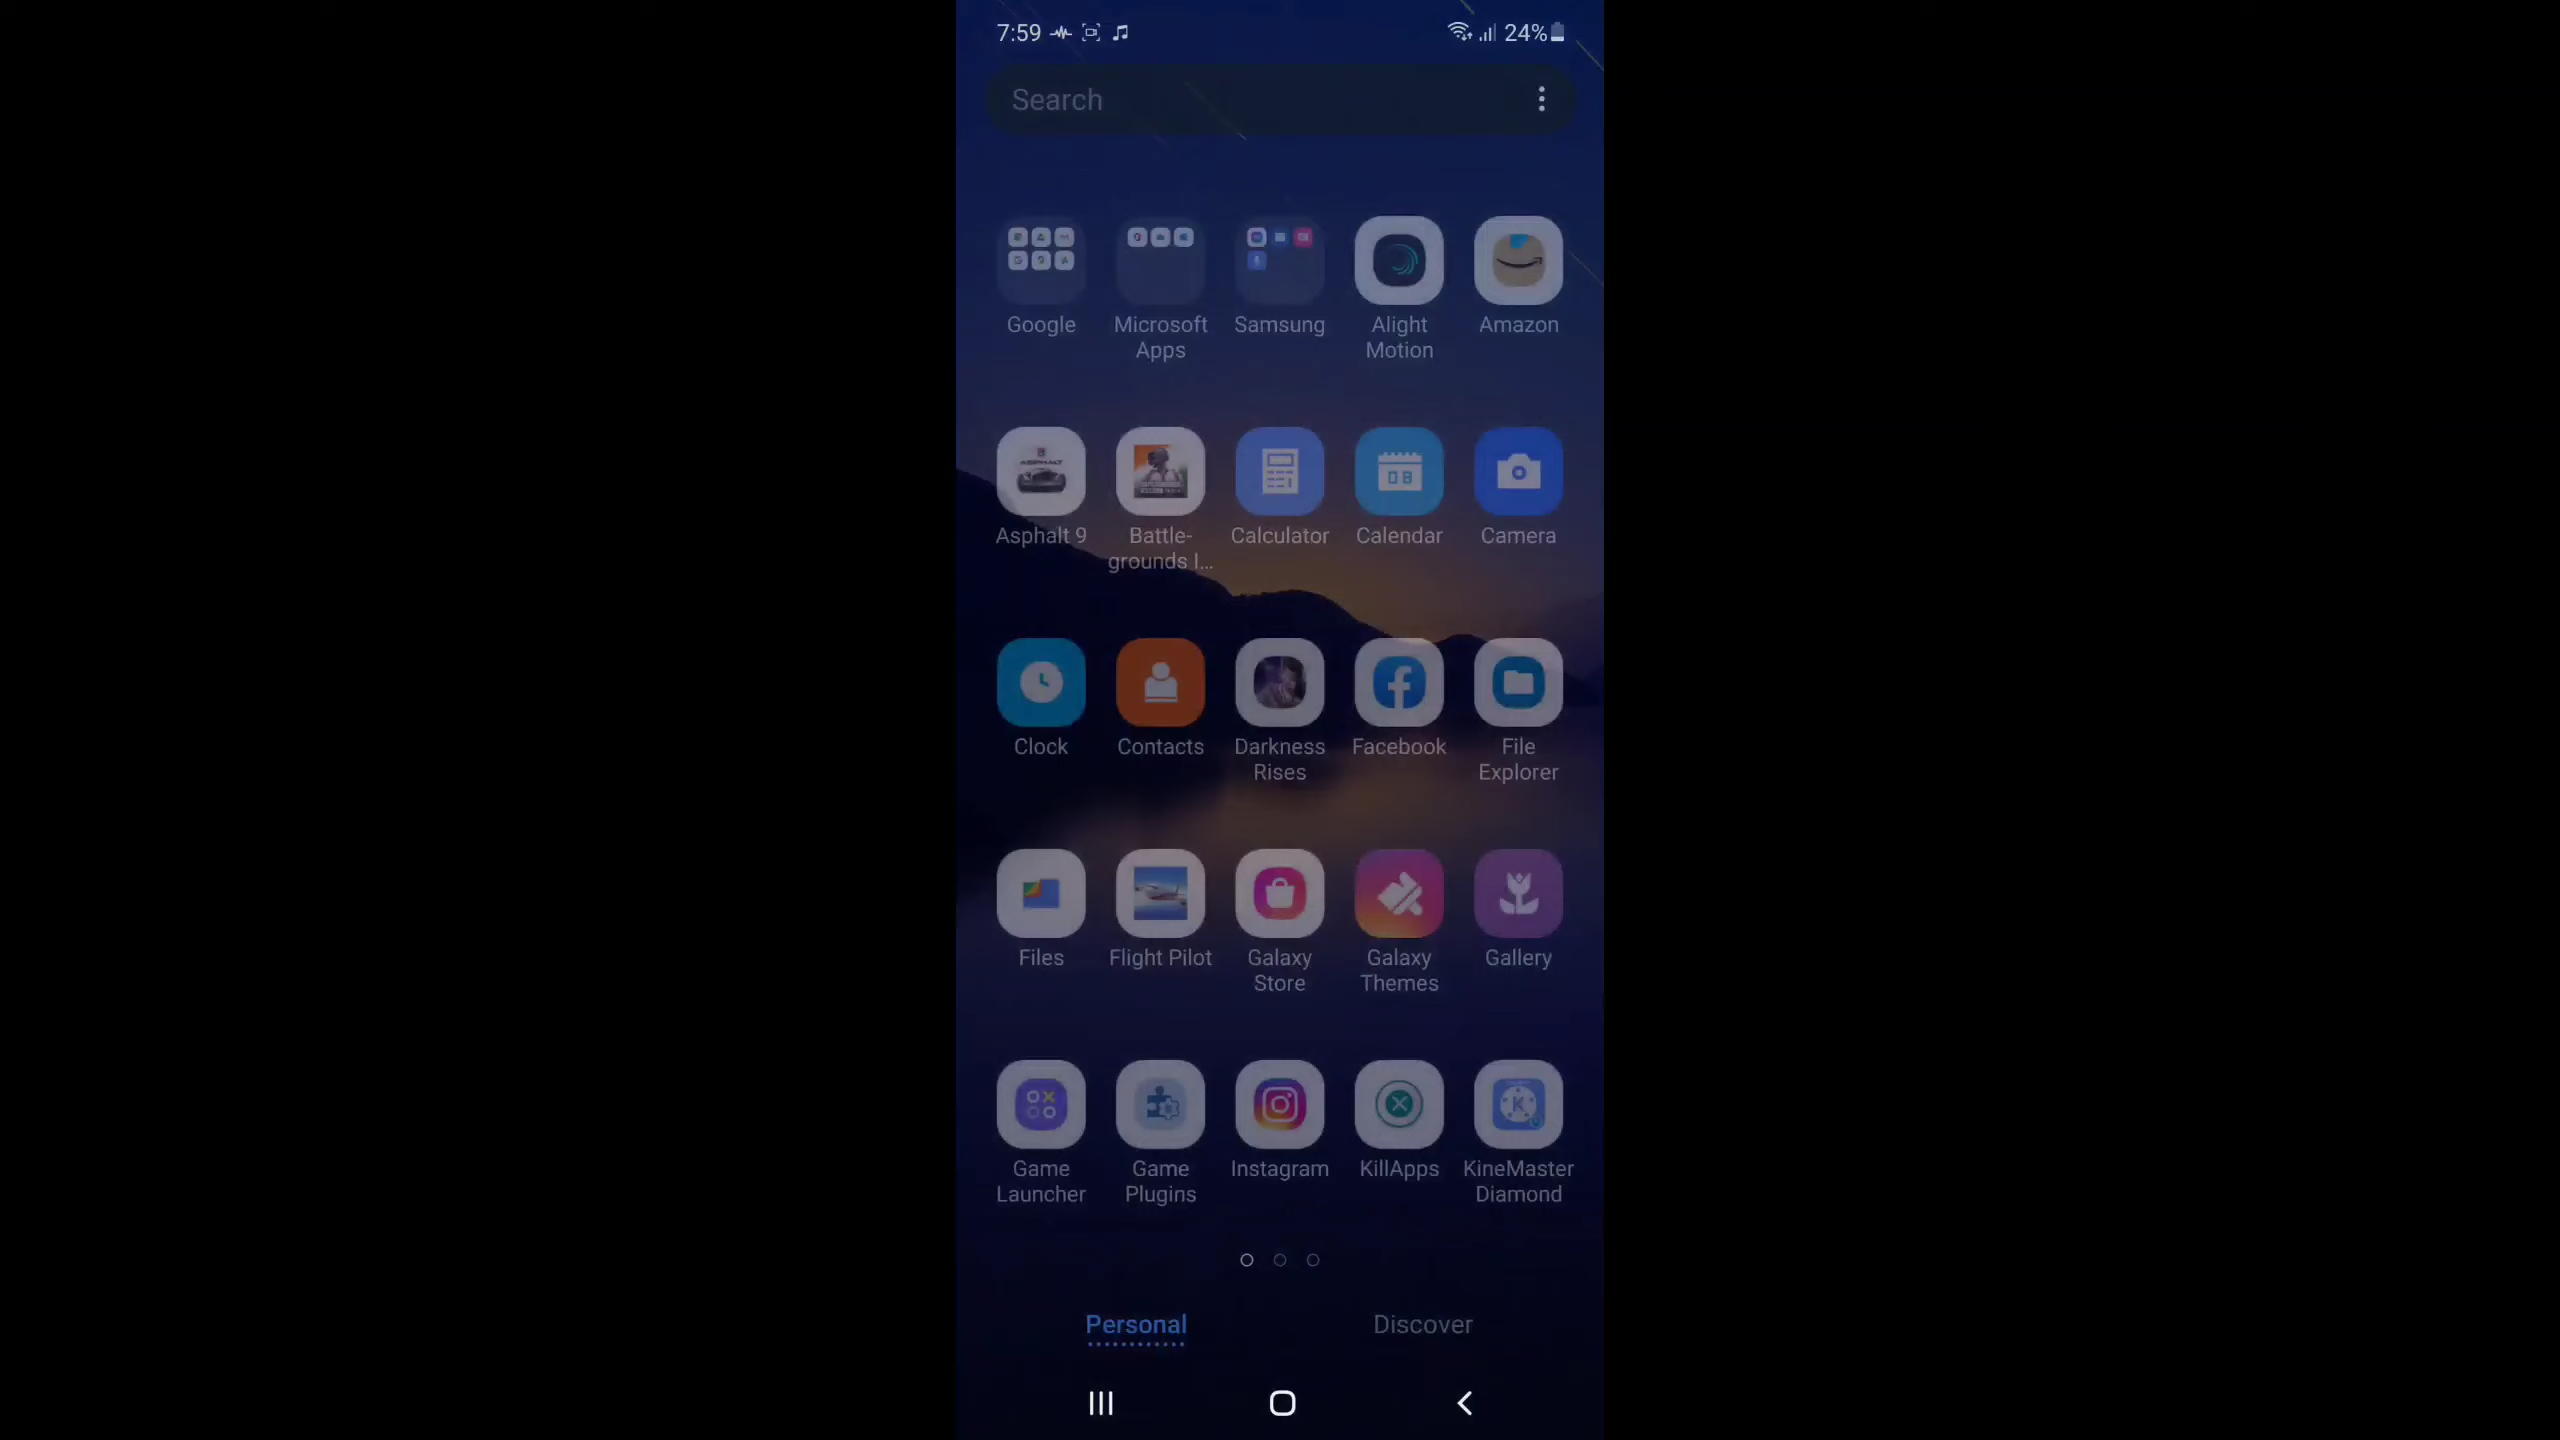 7:59
24%
Search
Google
Microsoft
Apps
Samsung
Alight
Motion
Amazon
Asphalt 9
Battle-
grounds I...
Calculator
Calendar
08
Camera
Clock
Contacts
Darkness
Rises
Facebook
File
Explorer
Files
Flight Pilot
Galaxy
Store
Galaxy
Themes
Gallery
Game
Launcher
Game
Plugins
Instagram
KillApps
KineMaster
Diamond
Personal
Discover